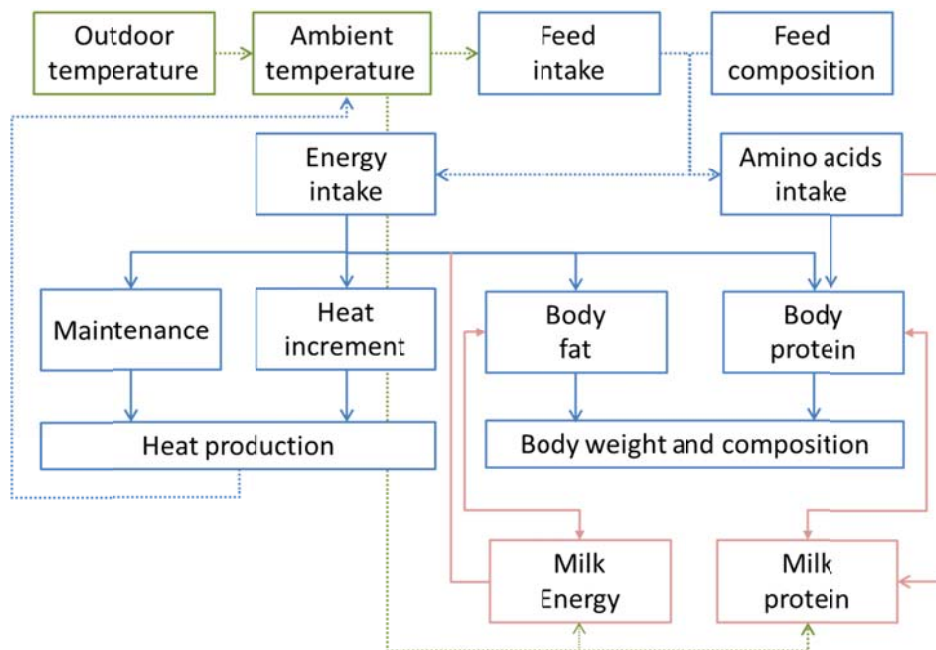 Outdoor
temperature
Ambient
temperature
Feed
intake
Feed
composition
Energy
intake
Amino acids
intake
Maintenance
Heat
increment
Body
fat
Body
protein
Heat production
Body weight and composition
Milk
Energy
Milk
protein